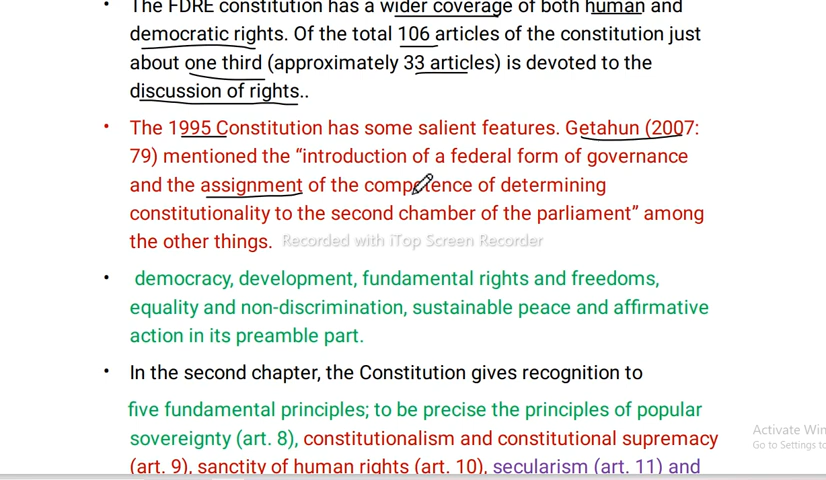 • The FDRE constitution has a wider coverage of both human and
democratic rights. Of the total 106 articles of the constitution just
about one third (approximately 33 articles) is devoted to the
discussion of rights..
• The 1995 Constitution has some salient features. Getahun (2007:
79) mentioned the “introduction of a federal form of governance
and the assignment of the competence of determining
constitutionality to the second chamber of the parliament” among
the other things. Recorded with iTop Screen Recorder
• democracy, development, fundamental rights and freedoms,
equality and non-discrimination, sustainable peace and affirmative
action in its preamble part.
• In the second chapter, the Constitution gives recognition to
five fundamental principles; to be precise the principles of popular
sovereignty (art. 8), constitutionalism and constitutional supremacy
(art. 9), sanctity of human rights (art. 10), secularism (art. 11) and
Activate Win
Go to Settings to